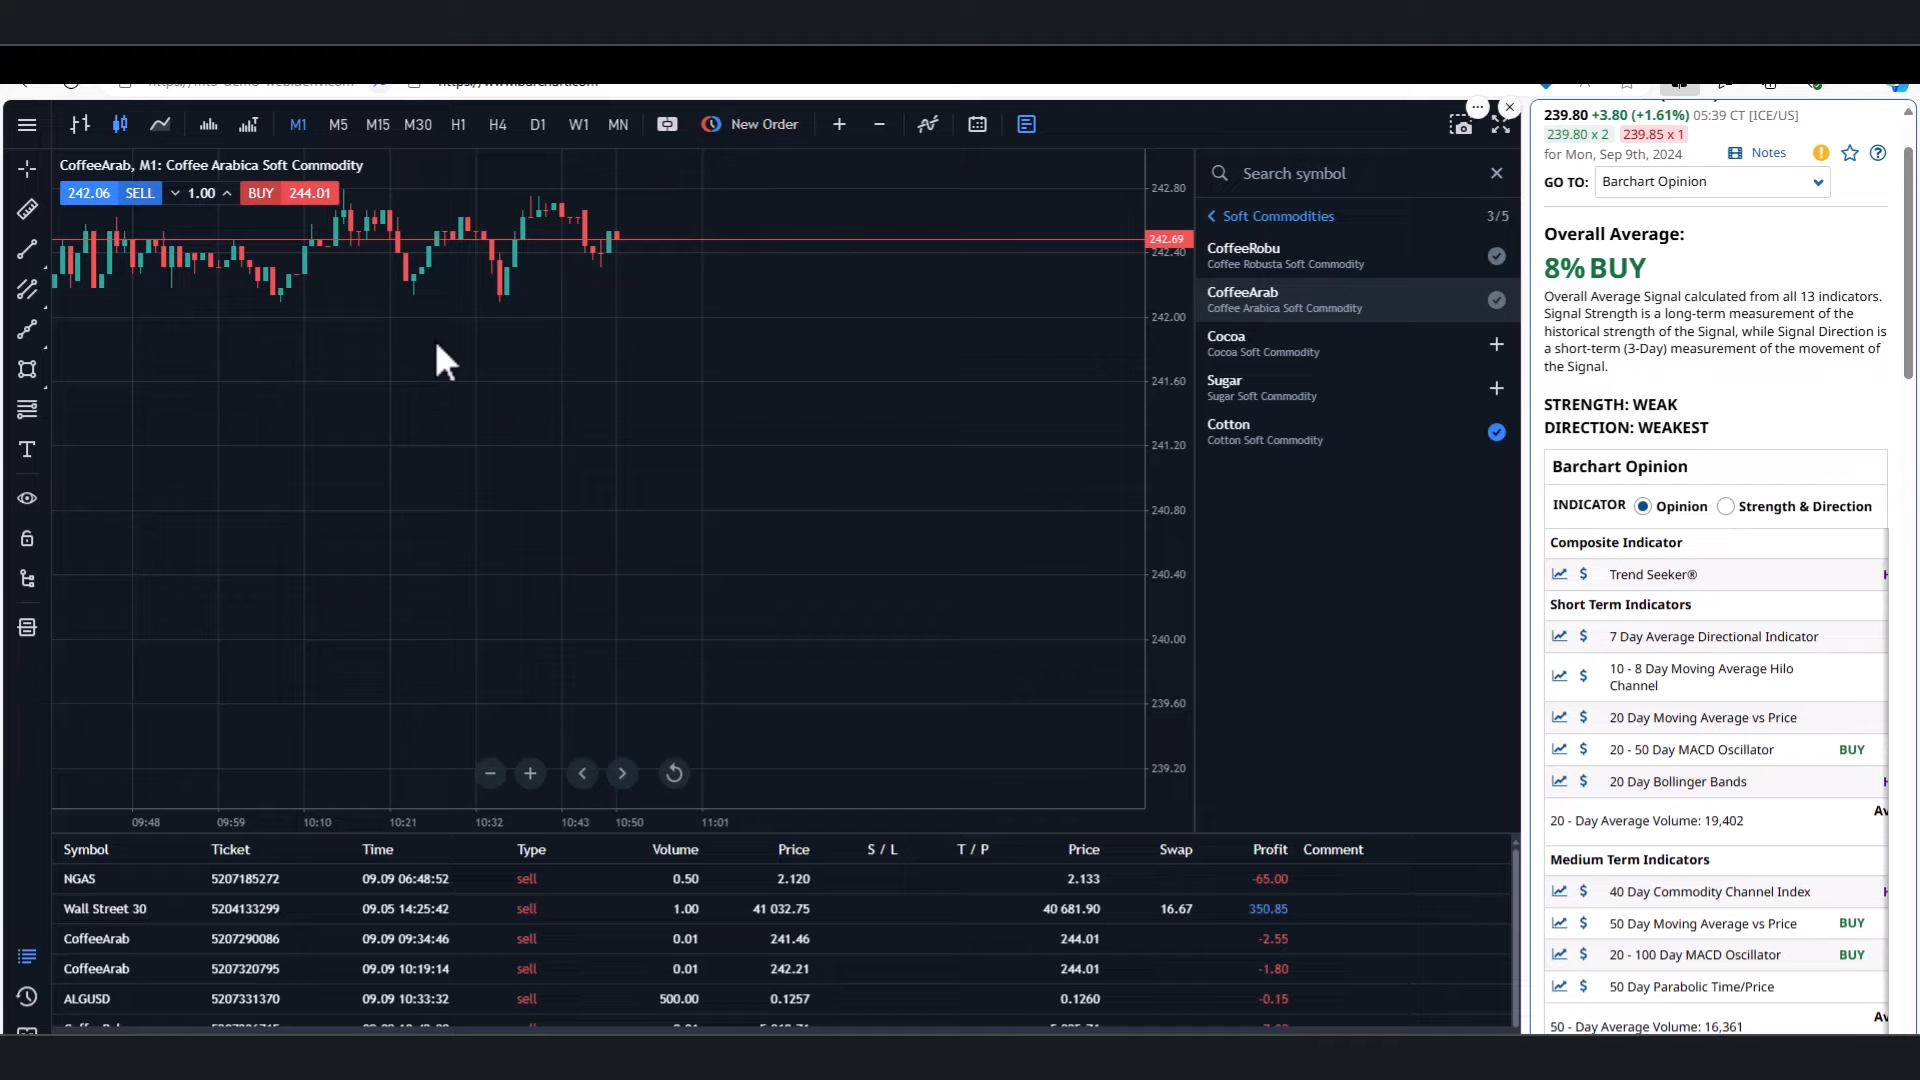 M1 M5 M15 M30 H1 H4 D1 W1 MN New Order
CoffeeArab, M1: Coffee Arabica Soft Commodity
242.06 SELL 1.00 BUY 244.01
242.80
242.69
242.40
242.00
241.60
241.20
240.80
240.40
240.00
239.60
239.20
09:48 09:59 10:10 10:21 10:32 10:43 10:50 11:01
Search symbol
Soft Commodities 3/5
CoffeeRobu
Coffee Robusta Soft Commodity
CoffeeArab
Coffee Arabica Soft Commodity
Cocoa
Cocoa Soft Commodity
Sugar
Sugar Soft Commodity
Cotton
Cotton Soft Commodity
Symbol Ticket Time Type Volume Price S / L T / P Price Swap Profit Comment
NGAS 5207185272 09.09 06:48:52 sell 0.50 2.120 2.133 -65.00
Wall Street 30 5204133299 09.05 14:25:42 sell 1.00 41 032.75 40 681.90 16.67 350.85
CoffeeArab 5207290086 09.09 09:34:46 sell 0.01 241.46 244.01 -2.55
CoffeeArab 5207320795 09.09 10:19:14 sell 0.01 242.21 244.01 -1.80
ALGUSD 5207331370 09.09 10:33:32 sell 500.00 0.1257 0.1260 -0.15
239.80 +3.80 (+1.61%) 05:39 CT [ICE/US]
239.80 x 2 239.85 x 1
for Mon, Sep 9th, 2024 Notes
GO TO: Barchart Opinion
Overall Average:
8% BUY
Overall Average Signal calculated from all 13 indicators.
Signal Strength is a long-term measurement of the
historical strength of the Signal, while Signal Direction is
a short-term (3-Day) measurement of the movement of
the Signal.
STRENGTH: WEAK
DIRECTION: WEAKEST
Barchart Opinion
INDICATOR Opinion Strength & Direction
Composite Indicator
Trend Seeker®
Short Term Indicators
7 Day Average Directional Indicator
10 - 8 Day Moving Average Hilo
Channel
20 Day Moving Average vs Price
20 - 50 Day MACD Oscillator BUY
20 Day Bollinger Bands
20 - Day Average Volume: 19,402
Medium Term Indicators
40 Day Commodity Channel Index
50 Day Moving Average vs Price BUY
20 - 100 Day MACD Oscillator BUY
50 Day Parabolic Time/Price
50 - Day Average Volume: 16,361